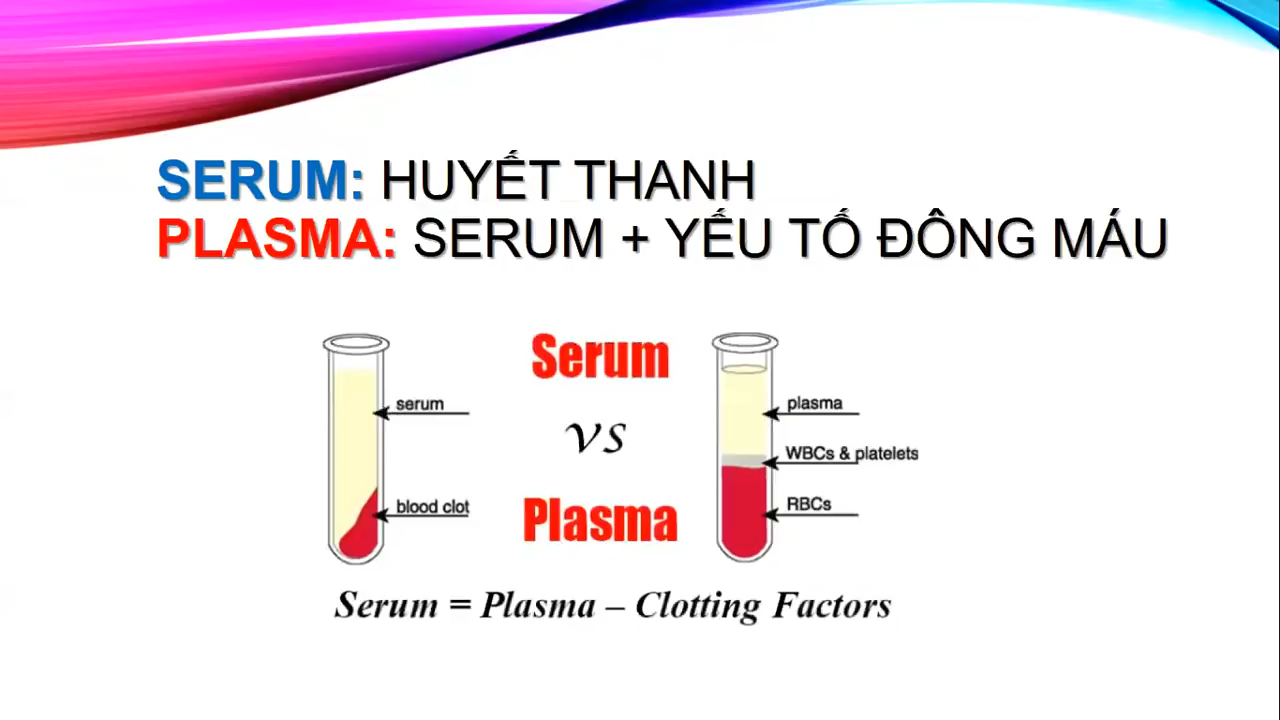 SERUM: HUYẾT THANH
PLASMA: SERUM + YẾU TỐ ĐÔNG MÁU
serum
blood clot
Serum
vs
Plasma
plasma
WBCs & platelets
RBCs
Serum = Plasma – Clotting Factors